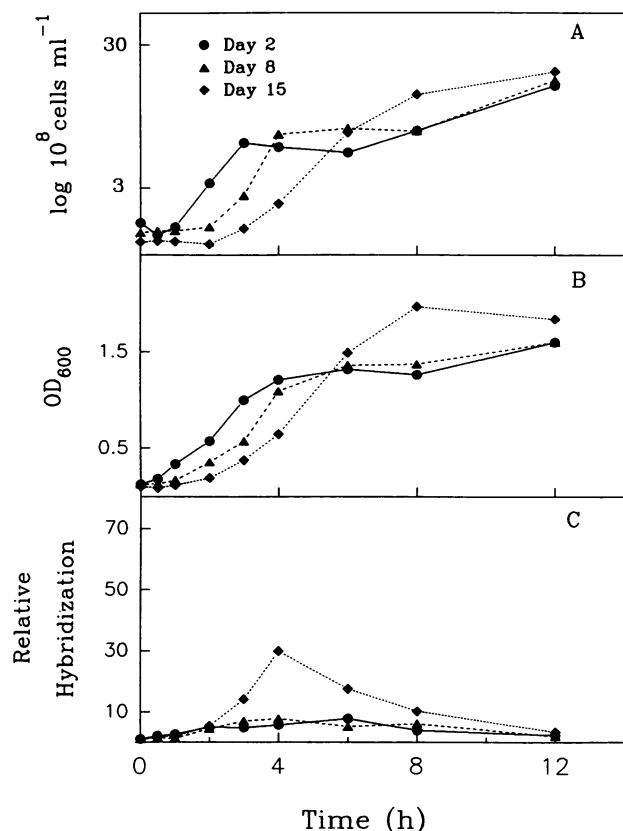 A
30
Day 2
Day 8
Day 15
log 10⁸ cells ml⁻¹
3
B
1.5
OD₆₀₀
0.5
C
70
50
Relative
Hybridization
30
10
0 4 8 12
Time (h)